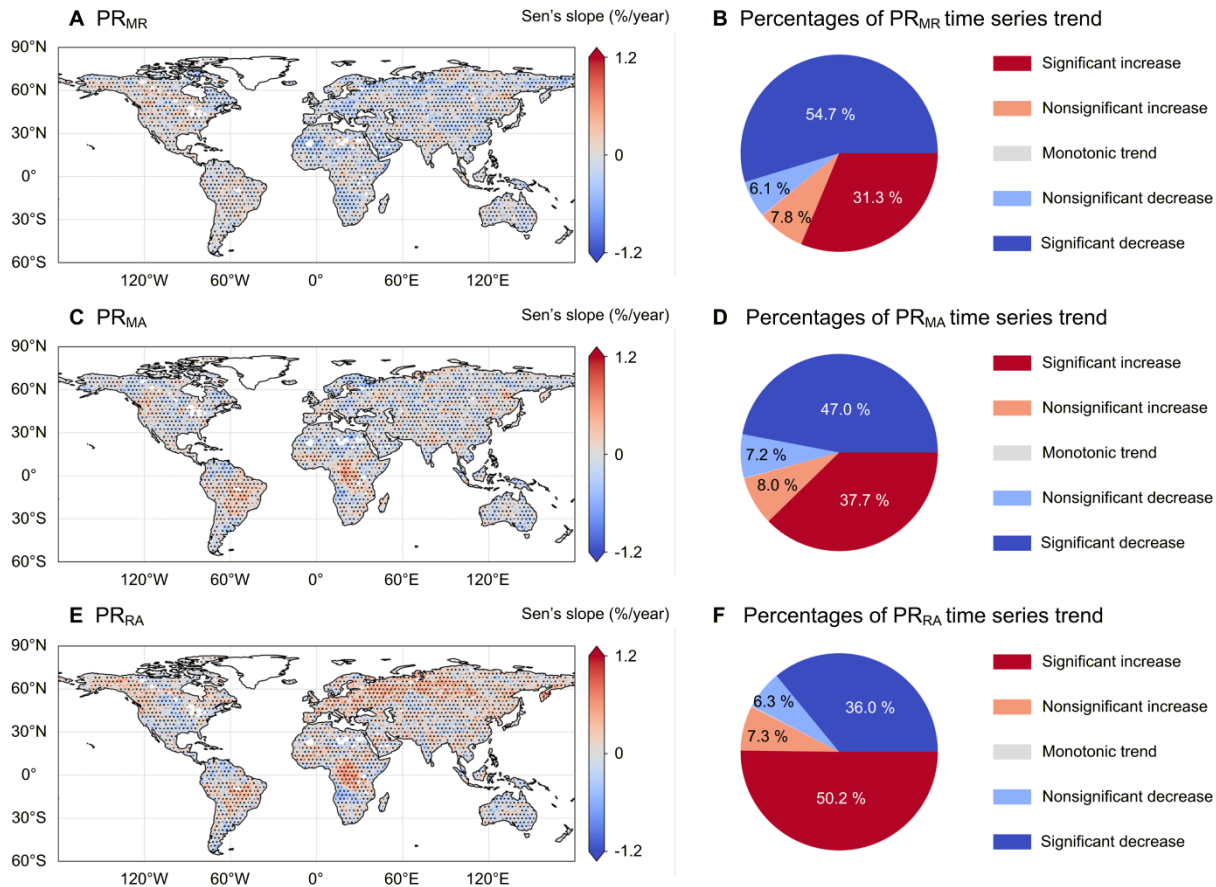 A PR_MR Sen's slope (%/year)
90°N
60°N
30°N
0°
30°S
60°S
120°W 60°W 0° 60°E 120°E
1.2
0
-1.2
B Percentages of PR_MR time series trend
54.7 %
6.1 %
7.8 %
31.3 %
Significant increase
Nonsignificant increase
Monotonic trend
Nonsignificant decrease
Significant decrease
C PR_MA Sen's slope (%/year)
90°N
60°N
30°N
0°
30°S
60°S
120°W 60°W 0° 60°E 120°E
1.2
0
-1.2
D Percentages of PR_MA time series trend
47.0 %
7.2 %
8.0 %
37.7 %
Significant increase
Nonsignificant increase
Monotonic trend
Nonsignificant decrease
Significant decrease
E PR_RA Sen's slope (%/year)
90°N
60°N
30°N
0°
30°S
60°S
120°W 60°W 0° 60°E 120°E
1.2
0
-1.2
F Percentages of PR_RA time series trend
36.0 %
6.3 %
7.3 %
50.2 %
Significant increase
Nonsignificant increase
Monotonic trend
Nonsignificant decrease
Significant decrease